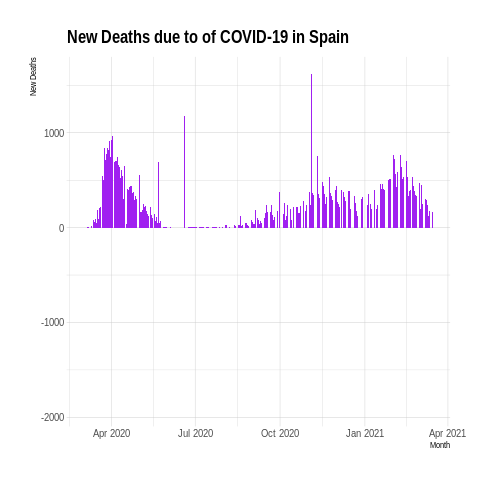 New Deaths due to of COVID-19 in Spain
New Deaths
1000
0
-1000
-2000
Apr 2020 Jul 2020 Oct 2020 Jan 2021 Apr 2021
Month